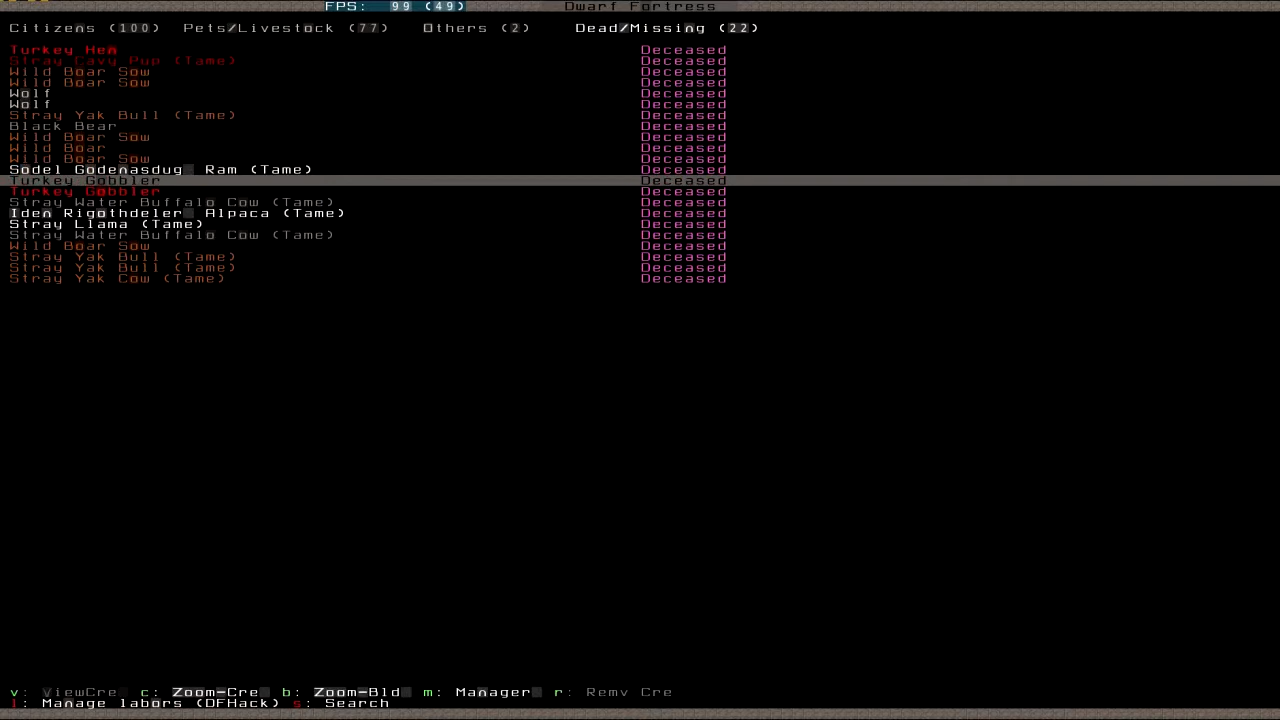 FPS: 99 (49) Dwarf Fortress
Citizens (100) Pets/Livestock (77) Others (2) Dead/Missing (22)
Turkey Hen Deceased
Stray Cavy Pup (Tame) Deceased
Wild Boar Sow Deceased
Wild Boar Sow Deceased
Wolf Deceased
Wolf Deceased
Stray Yak Bull (Tame) Deceased
Black Bear Deceased
Wild Boar Sow Deceased
Wild Boar Deceased
Wild Boar Sow Deceased
Sodel Godenasdug Ram (Tame) Deceased
Turkey Gobbler Deceased
Turkey Gobbler Deceased
Stray Water Buffalo Cow (Tame) Deceased
Iden Rigothdeler Alpaca (Tame) Deceased
Stray Llama (Tame) Deceased
Stray Water Buffalo Cow (Tame) Deceased
Wild Boar Sow Deceased
Stray Yak Bull (Tame) Deceased
Stray Yak Bull (Tame) Deceased
Stray Yak Cow (Tame) Deceased
v: ViewCre c: Zoom-Cre b: Zoom-Bld m: Manager r: Remv Cre
l: Manage labors (DFHack) s: Search